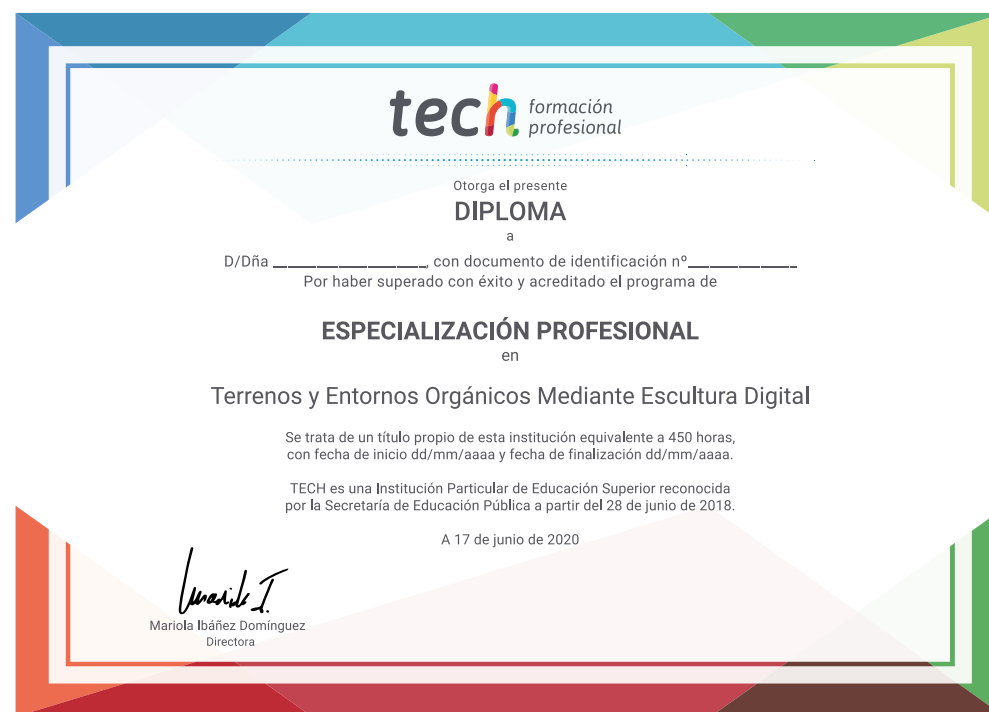 tech formación
profesional
Otorga el presente
DIPLOMA
a
D/Dña ____________________, con documento de identificación nº______________
Por haber superado con éxito y acreditado el programa de
ESPECIALIZACIÓN PROFESIONAL
en
Terrenos y Entornos Orgánicos Mediante Escultura Digital
Se trata de un título propio de esta institución equivalente a 450 horas,
con fecha de inicio dd/mm/aaaa y fecha de finalización dd/mm/aaaa.
TECH es una Institución Particular de Educación Superior reconocida
por la Secretaría de Educación Pública a partir del 28 de junio de 2018.
A 17 de junio de 2020
Mariola Ibáñez Domínguez
Directora